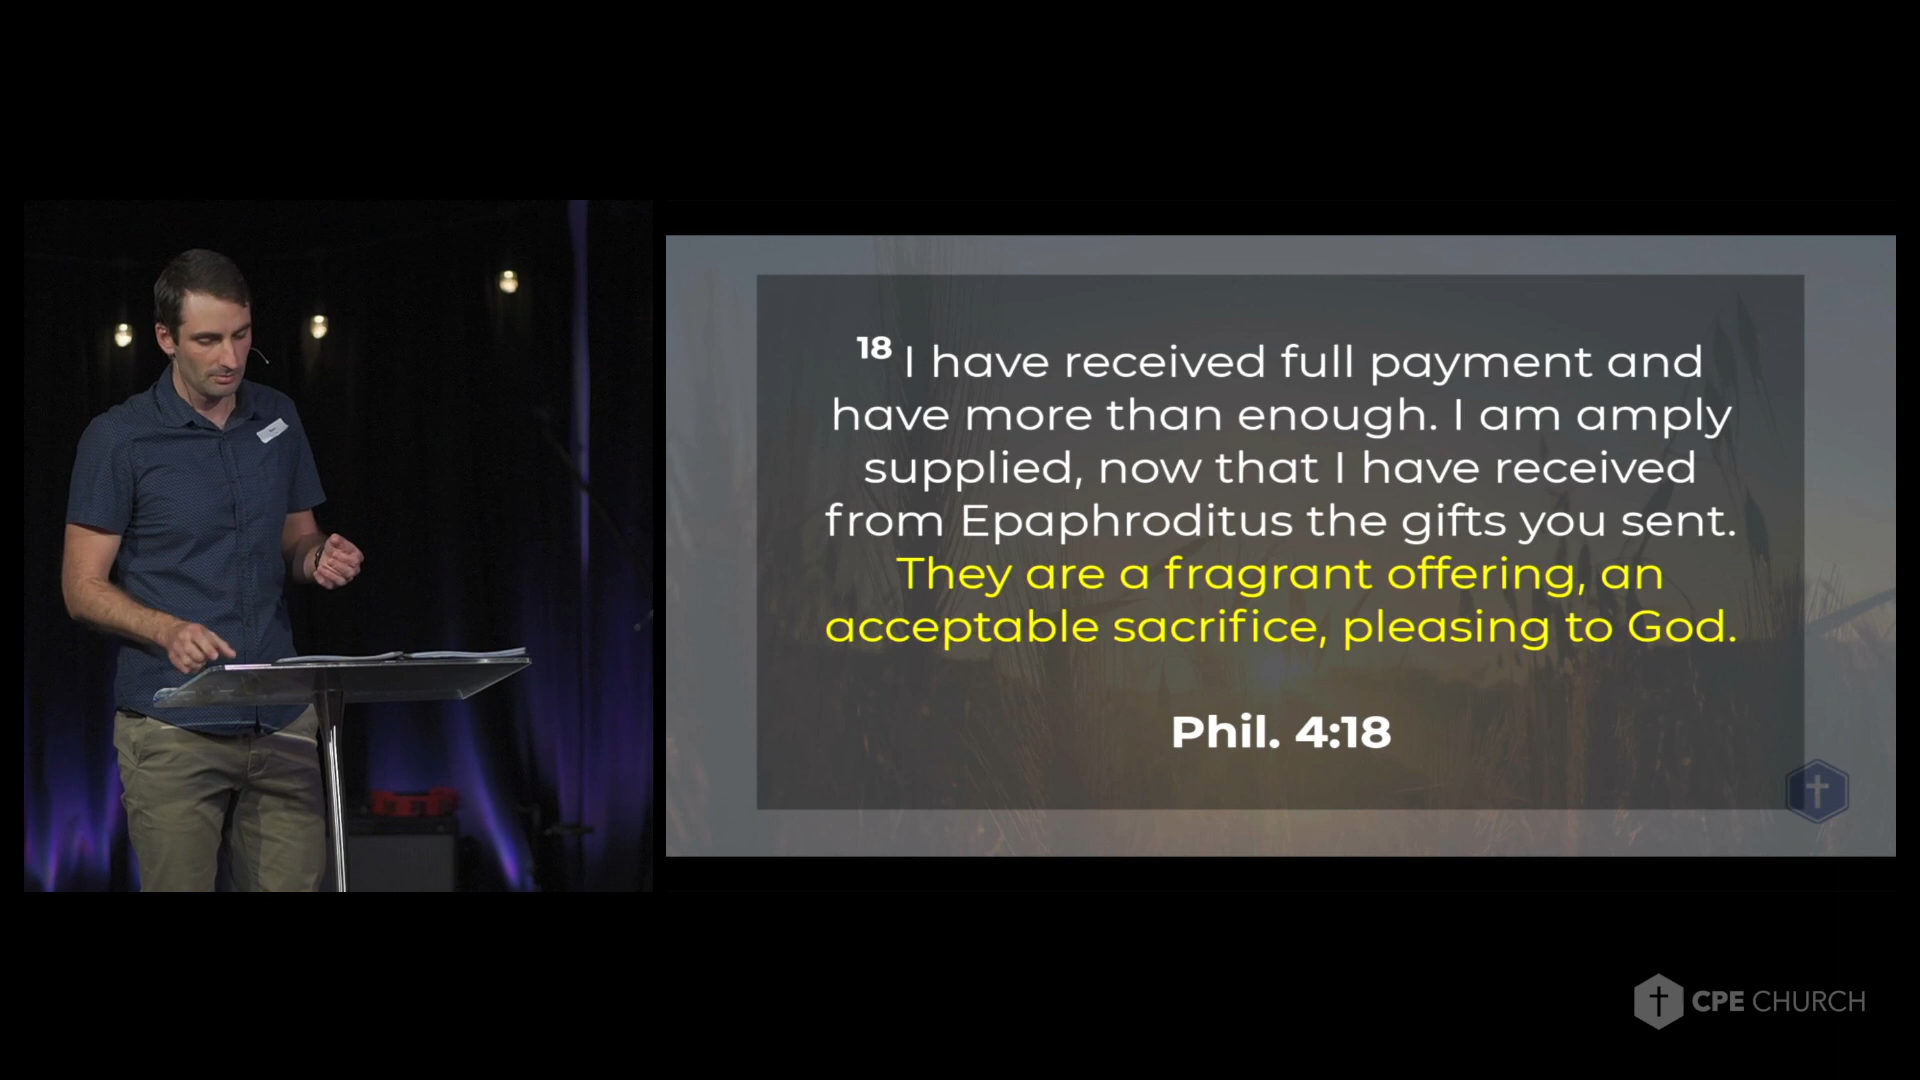 18 I have received full payment and
have more than enough. I am amply
supplied, now that I have received
from Epaphroditus the gifts you sent.
They are a fragrant offering, an
acceptable sacrifice, pleasing to God.
Phil. 4:18
CPE CHURCH